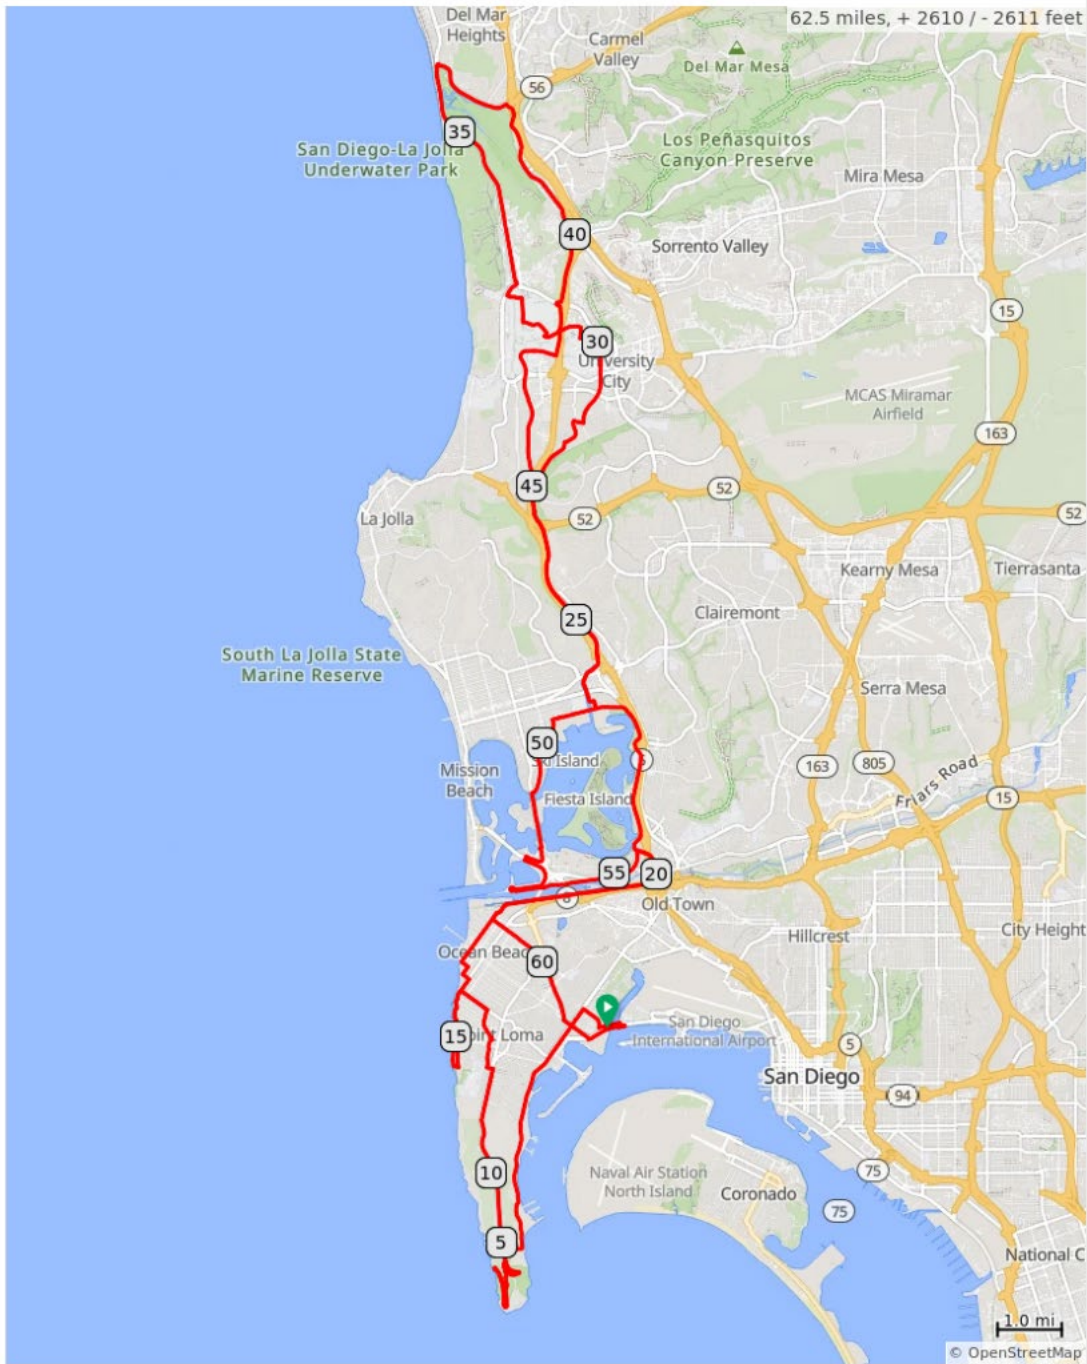 Del Mar
Heights
62.5 miles, + 2610 / - 2611 feet
Carmel
Valley
Del Mar Mesa
56
35
San Diego-La Jolla
Underwater Park
Los Peñasquitos
Canyon Preserve
Mira Mesa
40
Sorrento Valley
15
30
University
City
MCAS Miramar
Airfield
163
45
52
La Jolla
52
52
Kearny Mesa
Tierrasanta
25
Clairemont
South La Jolla State
Marine Reserve
Serra Mesa
50
Ski Island
5
163
805
Friars Road
Mission
Beach
Fiesta Island
15
55
20
8
Old Town
Hillcrest
City Height
Ocean Beac
60
15
oint Loma
San Diego
International Airport
5
San Diego
94
10
Naval Air Station
North Island
Coronado
75
75
5
National C
1.0 mi
© OpenStreetMap